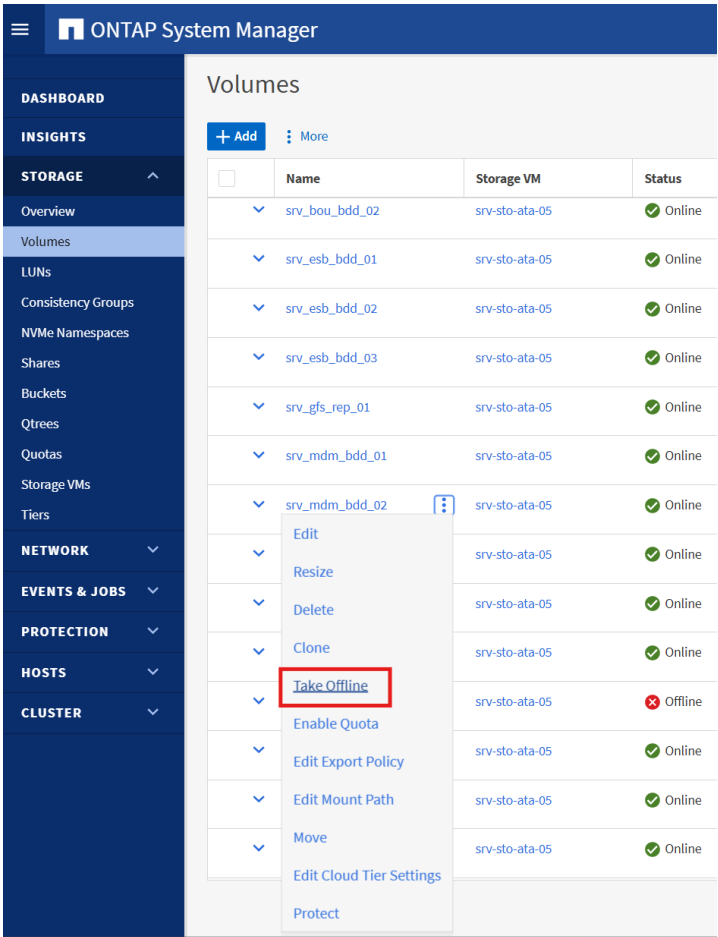 ONTAP System Manager
DASHBOARD
INSIGHTS
STORAGE
Overview
Volumes
LUNs
Consistency Groups
NVMe Namespaces
Shares
Buckets
Qtrees
Quotas
Storage VMs
Tiers
NETWORK
EVENTS & JOBS
PROTECTION
HOSTS
CLUSTER
Volumes
+ Add More
Name Storage VM Status
srv_bou_bdd_02 srv-sto-ata-05 Online
srv_esb_bdd_01 srv-sto-ata-05 Online
srv_esb_bdd_02 srv-sto-ata-05 Online
srv_esb_bdd_03 srv-sto-ata-05 Online
srv_gfs_rep_01 srv-sto-ata-05 Online
srv_mdm_bdd_01 srv-sto-ata-05 Online
srv_mdm_bdd_02 srv-sto-ata-05 Online
srv-sto-ata-05 Online
srv-sto-ata-05 Online
srv-sto-ata-05 Online
srv-sto-ata-05 Offline
srv-sto-ata-05 Online
srv-sto-ata-05 Online
srv-sto-ata-05 Online
Edit
Resize
Delete
Clone
Take Offline
Enable Quota
Edit Export Policy
Edit Mount Path
Move
Edit Cloud Tier Settings
Protect